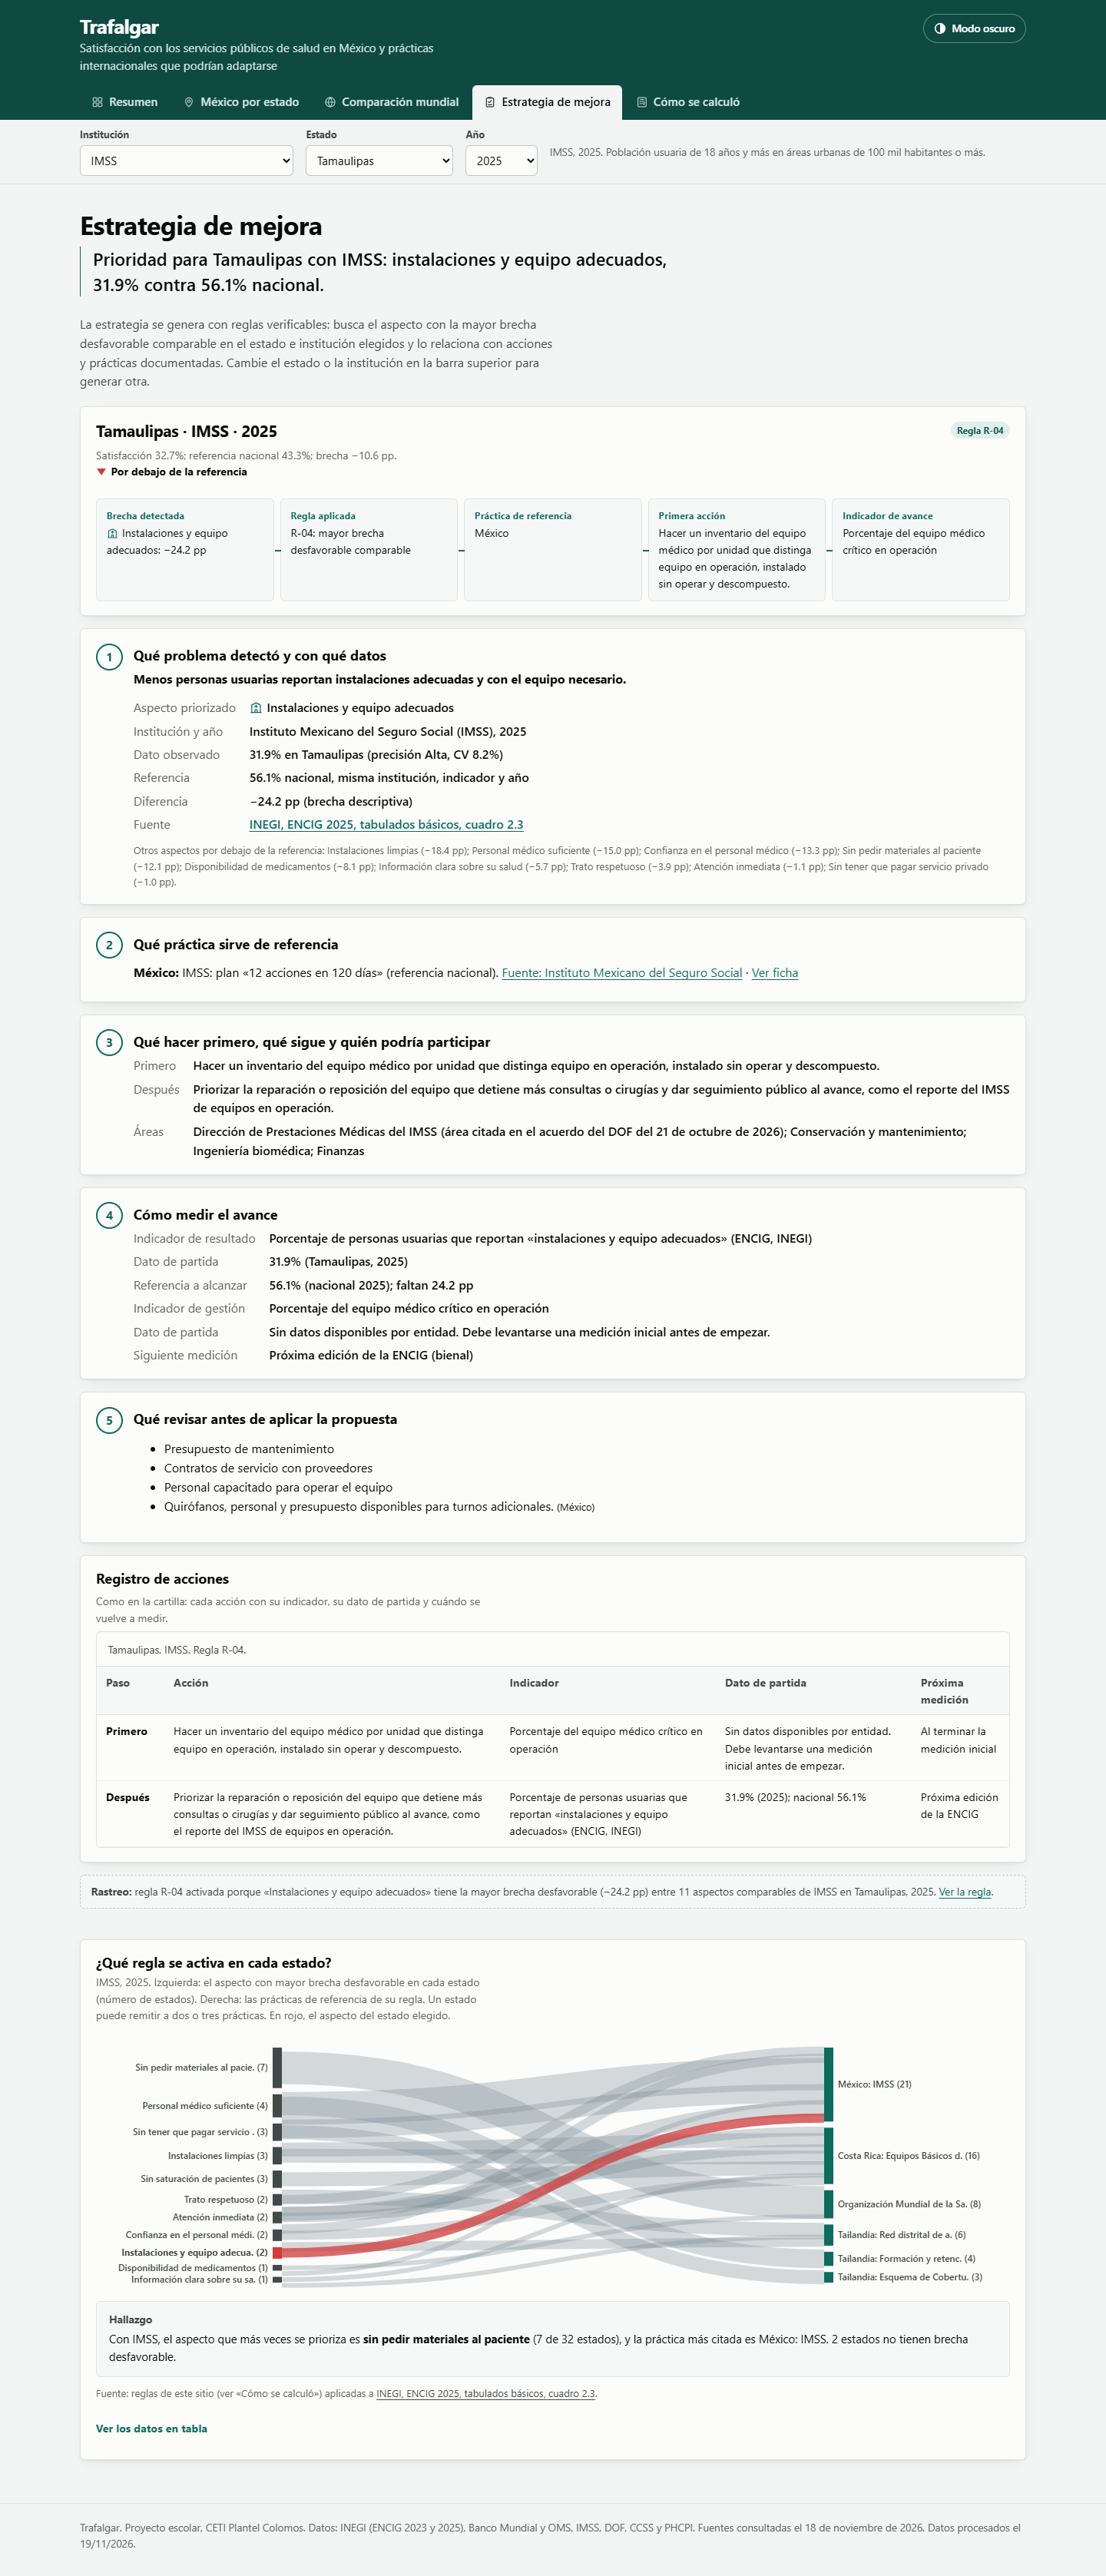 Trafalgar
Satisfacción con los servicios públicos de salud en México y prácticas
internacionales que podrían adaptarse
Modo oscuro
Resumen
México por estado
Comparación mundial
Estrategia de mejora
Cómo se calculó
Institución
IMSS
Estado
Tamaulipas
Año
2025
IMSS, 2025. Población usuaria de 18 años y más en áreas urbanas de 100 mil habitantes o más.
Estrategia de mejora
Prioridad para Tamaulipas con IMSS: instalaciones y equipo adecuados,
31.9% contra 56.1% nacional.
La estrategia se genera con reglas verificables: busca el aspecto con la mayor brecha
desfavorable comparable en el estado e institución elegidos y lo relaciona con acciones
y prácticas documentadas. Cambie el estado o la institución en la barra superior para
generar otra.
Tamaulipas · IMSS · 2025
Regla R-04
Satisfacción 32.7%; referencia nacional 43.3%; brecha −10.6 pp.
▼ Por debajo de la referencia
Brecha detectada
Instalaciones y equipo
adecuados: −24.2 pp
Regla aplicada
R-04: mayor brecha
desfavorable comparable
Práctica de referencia
México
Primera acción
Hacer un inventario del equipo
médico por unidad que distinga
equipo en operación, instalado
sin operar y descompuesto.
Indicador de avance
Porcentaje del equipo médico
crítico en operación
1
Qué problema detectó y con qué datos
Menos personas usuarias reportan instalaciones adecuadas y con el equipo necesario.
Aspecto priorizado Instalaciones y equipo adecuados
Institución y año Instituto Mexicano del Seguro Social (IMSS), 2025
Dato observado 31.9% en Tamaulipas (precisión Alta, CV 8.2%)
Referencia 56.1% nacional, misma institución, indicador y año
Diferencia −24.2 pp (brecha descriptiva)
Fuente INEGI, ENCIG 2025, tabulados básicos, cuadro 2.3
Otros aspectos por debajo de la referencia: Instalaciones limpias (−18.4 pp); Personal médico suficiente (−15.0 pp); Confianza en el personal médico (−13.3 pp); Sin pedir materiales al paciente
(−12.1 pp); Disponibilidad de medicamentos (−8.1 pp); Información clara sobre su salud (−5.7 pp); Trato respetuoso (−3.9 pp); Atención inmediata (−1.1 pp); Sin tener que pagar servicio privado
(−1.0 pp).
2
Qué práctica sirve de referencia
México: IMSS: plan «12 acciones en 120 días» (referencia nacional). Fuente: Instituto Mexicano del Seguro Social · Ver ficha
3
Qué hacer primero, qué sigue y quién podría participar
Primero Hacer un inventario del equipo médico por unidad que distinga equipo en operación, instalado sin operar y descompuesto.
Después Priorizar la reparación o reposición del equipo que detiene más consultas o cirugías y dar seguimiento público al avance, como el reporte del IMSS
de equipos en operación.
Áreas Dirección de Prestaciones Médicas del IMSS (área citada en el acuerdo del DOF del 21 de octubre de 2026); Conservación y mantenimiento;
Ingeniería biomédica; Finanzas
4
Cómo medir el avance
Indicador de resultado Porcentaje de personas usuarias que reportan «instalaciones y equipo adecuados» (ENCIG, INEGI)
Dato de partida 31.9% (Tamaulipas, 2025)
Referencia a alcanzar 56.1% (nacional 2025); faltan 24.2 pp
Indicador de gestión Porcentaje del equipo médico crítico en operación
Dato de partida Sin datos disponibles por entidad. Debe levantarse una medición inicial antes de empezar.
Siguiente medición Próxima edición de la ENCIG (bienal)
5
Qué revisar antes de aplicar la propuesta
• Presupuesto de mantenimiento
• Contratos de servicio con proveedores
• Personal capacitado para operar el equipo
• Quirófanos, personal y presupuesto disponibles para turnos adicionales. (México)
Registro de acciones
Como en la cartilla: cada acción con su indicador, su dato de partida y cuándo se
vuelve a medir.
Tamaulipas, IMSS. Regla R-04.
Paso
Acción
Indicador
Dato de partida
Próxima
medición
Primero
Hacer un inventario del equipo médico por unidad que distinga
equipo en operación, instalado sin operar y descompuesto.
Porcentaje del equipo médico crítico en
operación
Sin datos disponibles por entidad.
Debe levantarse una medición
inicial antes de empezar.
Al terminar la
medición inicial
Después
Priorizar la reparación o reposición del equipo que detiene más
consultas o cirugías y dar seguimiento público al avance, como
el reporte del IMSS de equipos en operación.
Porcentaje de personas usuarias que
reportan «instalaciones y equipo
adecuados» (ENCIG, INEGI)
31.9% (2025); nacional 56.1%
Próxima edición
de la ENCIG
Rastreo: regla R-04 activada porque «Instalaciones y equipo adecuados» tiene la mayor brecha desfavorable (−24.2 pp) entre 11 aspectos comparables de IMSS en Tamaulipas, 2025. Ver la regla.
¿Qué regla se activa en cada estado?
IMSS, 2025. Izquierda: el aspecto con mayor brecha desfavorable en cada estado
(número de estados). Derecha: las prácticas de referencia de su regla. Un estado
puede remitir a dos o tres prácticas. En rojo, el aspecto del estado elegido.
Sin pedir materiales al pacie. (7)
Personal médico suficiente (4)
Sin tener que pagar servicio . (3)
Instalaciones limpias (3)
Sin saturación de pacientes (3)
Trato respetuoso (2)
Atención inmediata (2)
Confianza en el personal médi. (2)
Instalaciones y equipo adecua. (2)
Disponibilidad de medicamentos (1)
Información clara sobre su sa. (1)
México: IMSS (21)
Costa Rica: Equipos Básicos d. (16)
Organización Mundial de la Sa. (8)
Tailandia: Red distrital de a. (6)
Tailandia: Formación y retenc. (4)
Tailandia: Esquema de Cobertu. (3)
Hallazgo
Con IMSS, el aspecto que más veces se prioriza es sin pedir materiales al paciente (7 de 32 estados), y la práctica más citada es México: IMSS. 2 estados no tienen brecha
desfavorable.
Fuente: reglas de este sitio (ver «Cómo se calculó») aplicadas a INEGI, ENCIG 2025, tabulados básicos, cuadro 2.3.
Ver los datos en tabla
Trafalgar. Proyecto escolar, CETI Plantel Colomos. Datos: INEGI (ENCIG 2023 y 2025), Banco Mundial y OMS, IMSS, DOF, CCSS y PHCPI. Fuentes consultadas el 18 de noviembre de 2026. Datos procesados el
19/11/2026.